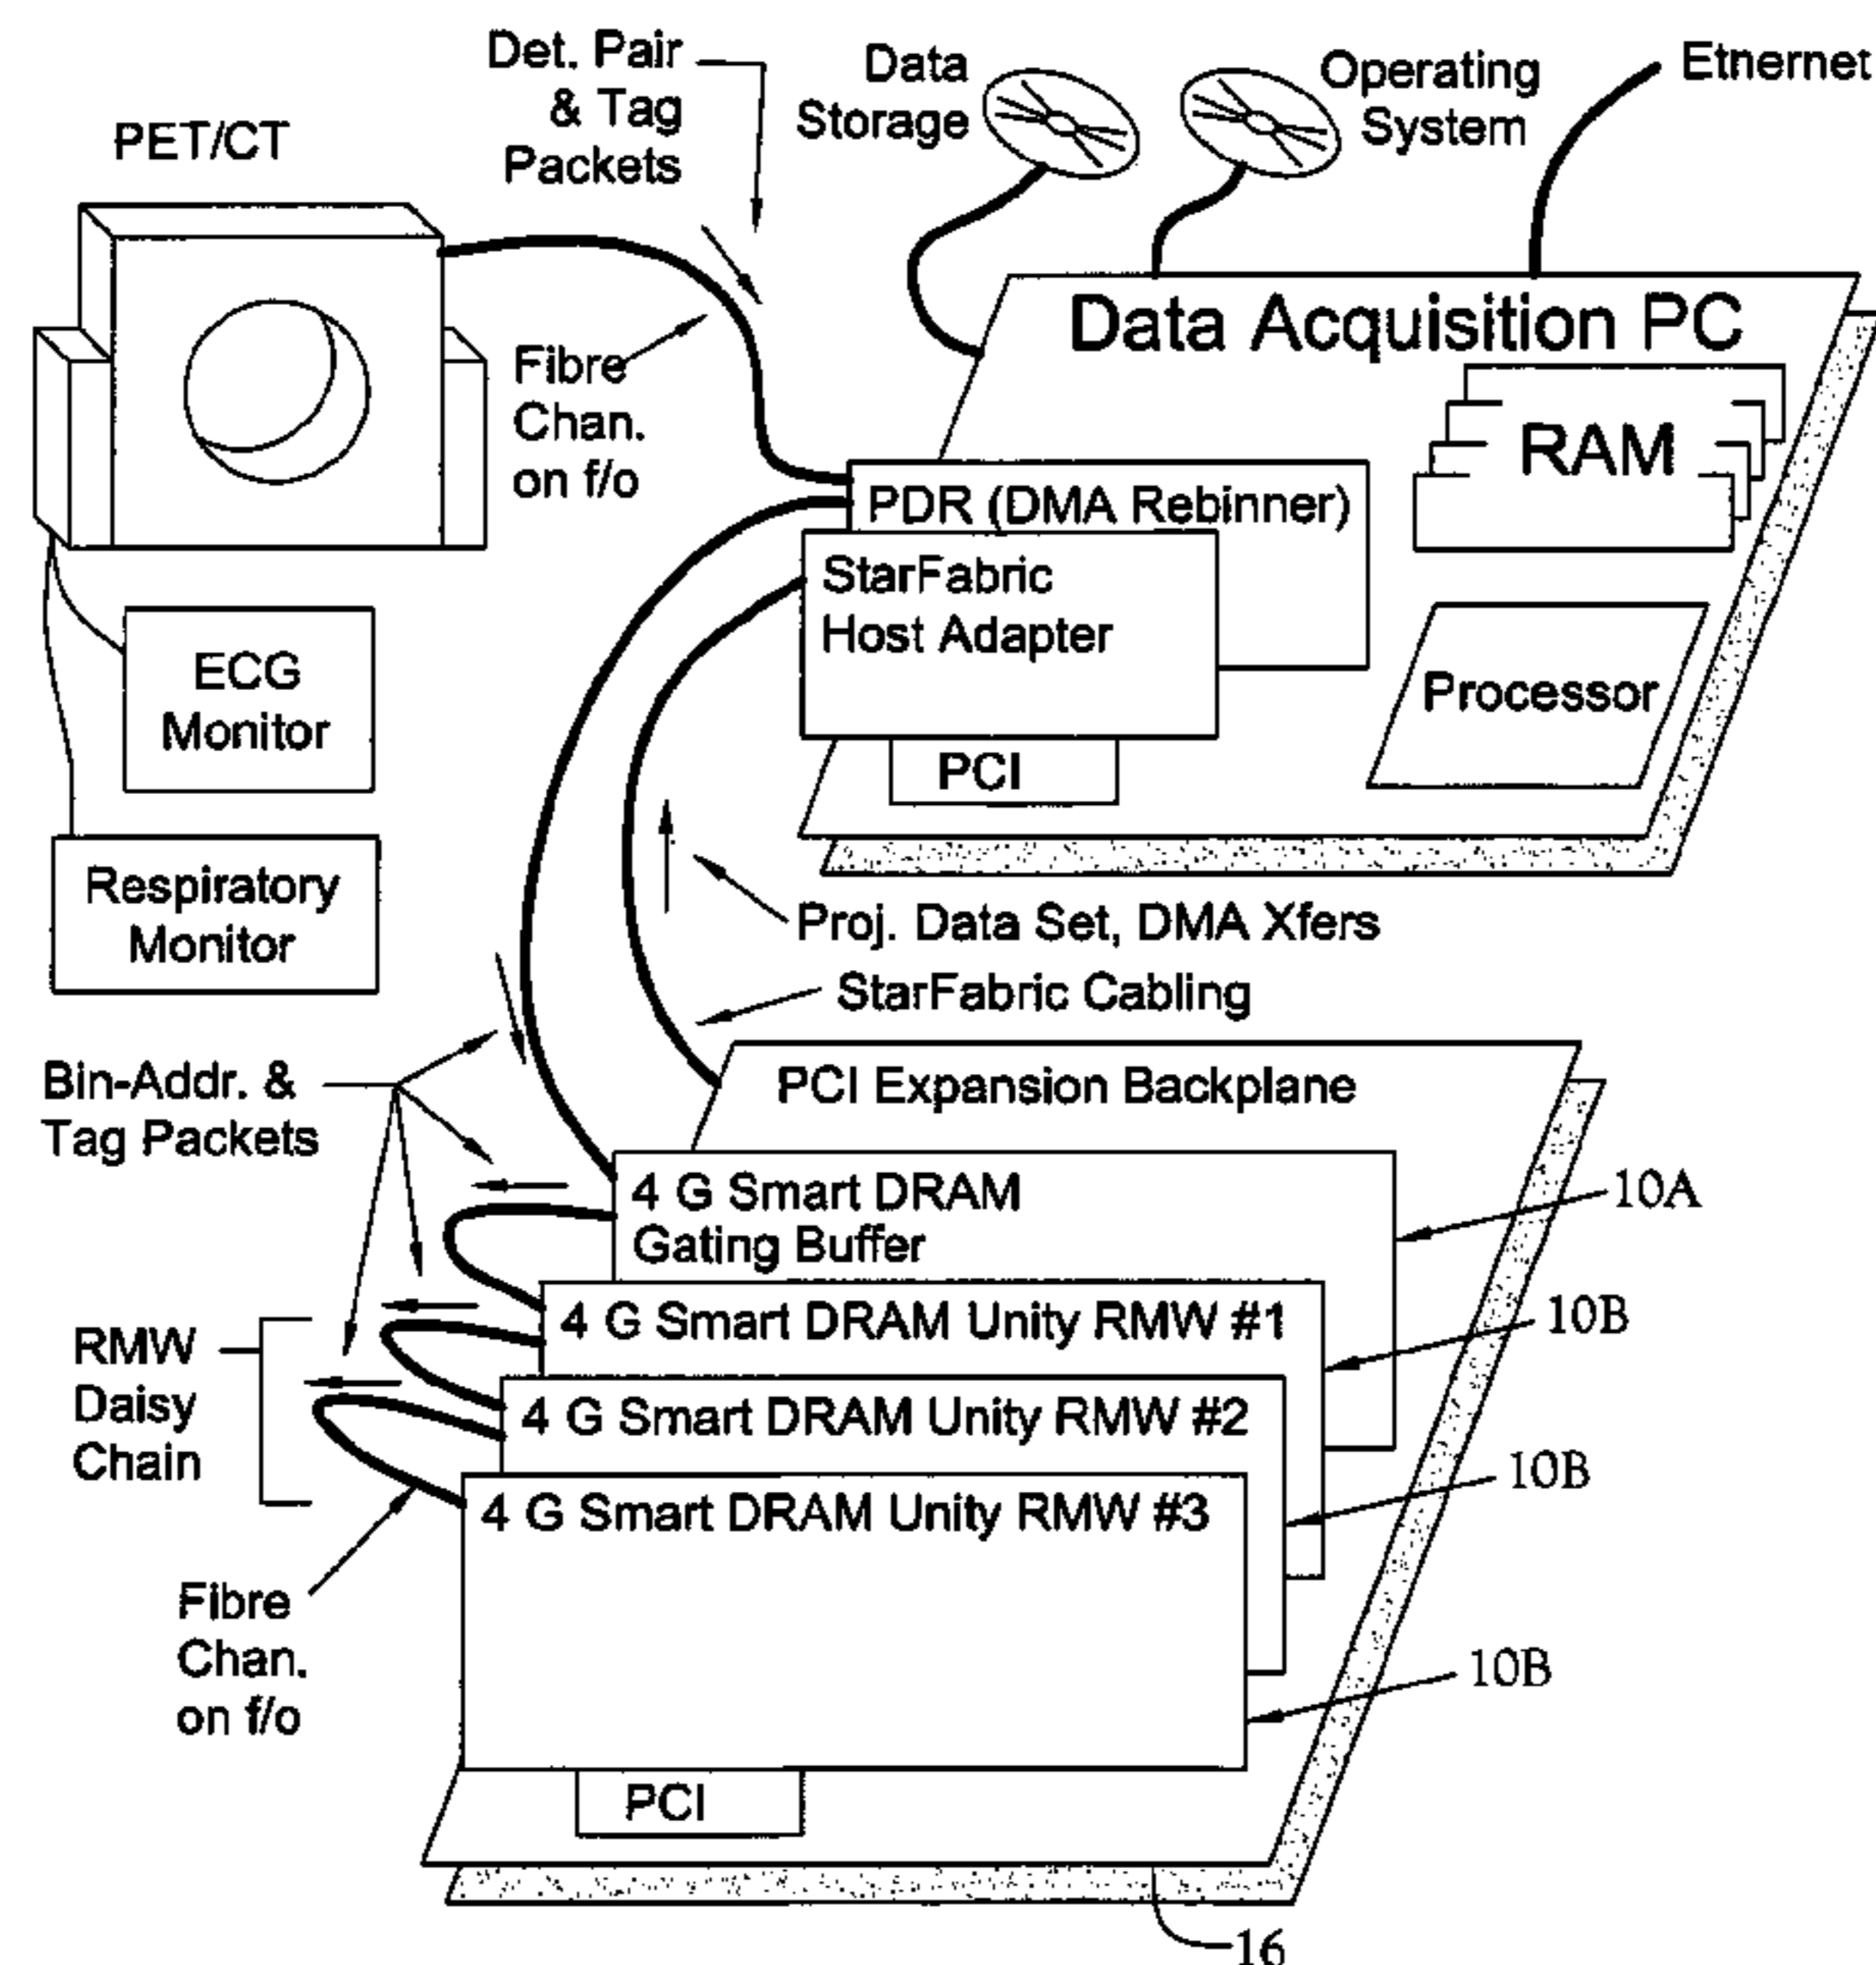 Det. Pair
& Tag
Packets
Data
Storage
Operating
System
Etnernet
PET/CT
Data Acquisition PC
Fibre
Chan.
on f/o
RAM
PDR (DMA Rebinner)
StarFabric
Host Adapter
PCI
Processor
ECG
Monitor
Respiratory
Monitor
Proj. Data Set, DMA Xfers
StarFabric Cabling
Bin-Addr. &
Tag Packets
PCI Expansion Backplane
4 G Smart DRAM
Gating Buffer
10A
4 G Smart DRAM Unity RMW #1
10B
RMW
Daisy
Chain
4 G Smart DRAM Unity RMW #2
10B
4 G Smart DRAM Unity RMW #3
10B
Fibre
Chan.
on f/o
PCI
16